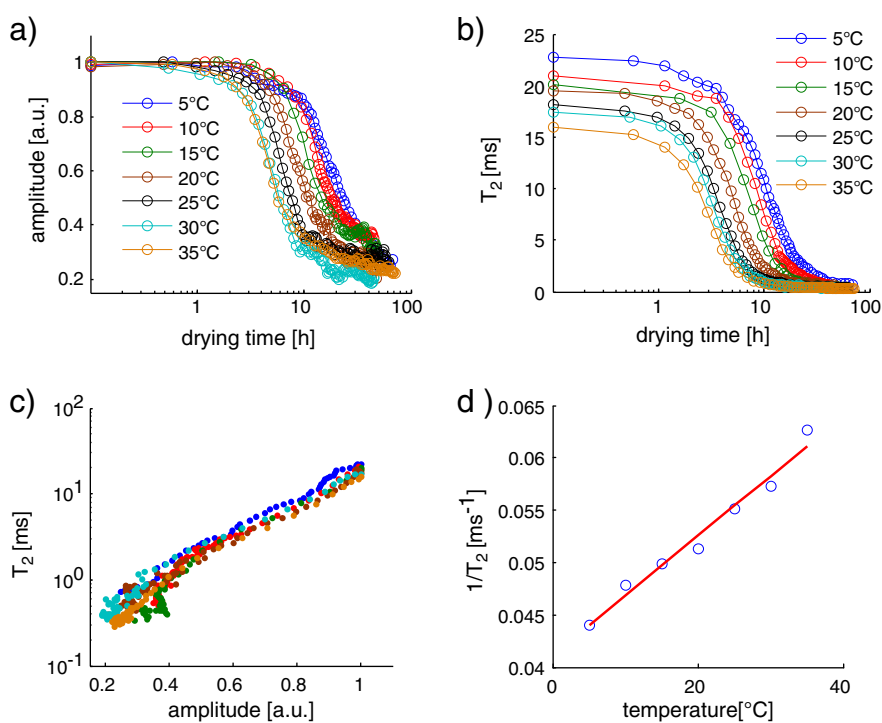 a)
amplitude [a.u.]
1
0.8
0.6
0.4
0.2
5°C
10°C
15°C
20°C
25°C
30°C
35°C
1
10
100
drying time [h]
b)
T2 [ms]
25
20
15
10
5
0
5°C
10°C
15°C
20°C
25°C
30°C
35°C
1
10
100
drying time [h]
c)
T2 [ms]
10^2
10^1
10^0
10^-1
0.2
0.4
0.6
0.8
1
amplitude [a.u.]
d )
1/T2 [ms^-1]
0.065
0.06
0.055
0.05
0.045
0.04
0
20
40
temperature[°C]